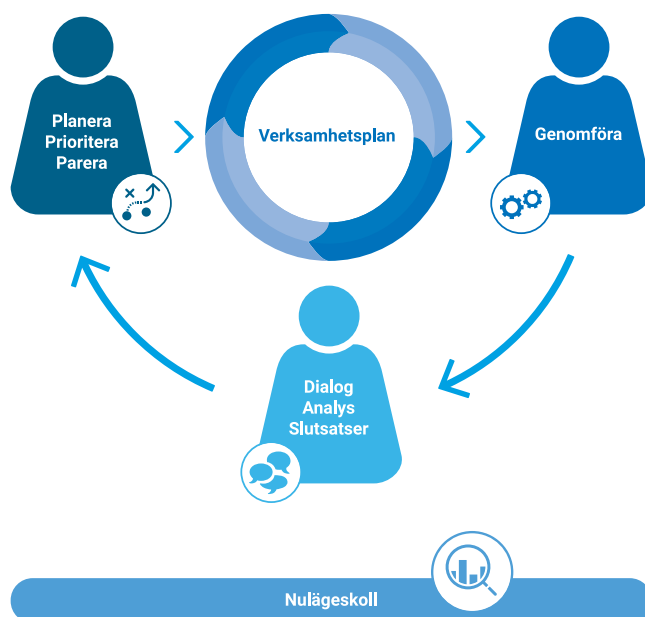 Planera
Prioritera
Parera
Verksamhetsplan
Genomföra
Dialog
Analys
Slutsatser
Nulägeskoll